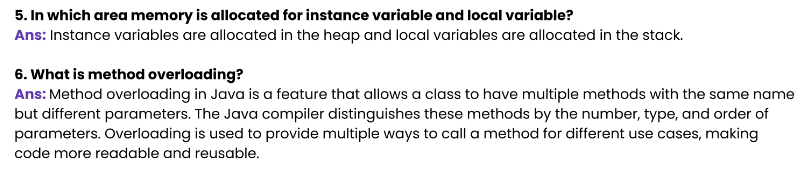 5. In which area memory is allocated for instance variable and local variable?
Ans: Instance variables are allocated in the heap and local variables are allocated in the stack.
6. What is method overloading?
Ans: Method overloading in Java is a feature that allows a class to have multiple methods with the same name
but different parameters. The Java compiler distinguishes these methods by the number, type, and order of
parameters. Overloading is used to provide multiple ways to call a method for different use cases, making
code more readable and reusable.